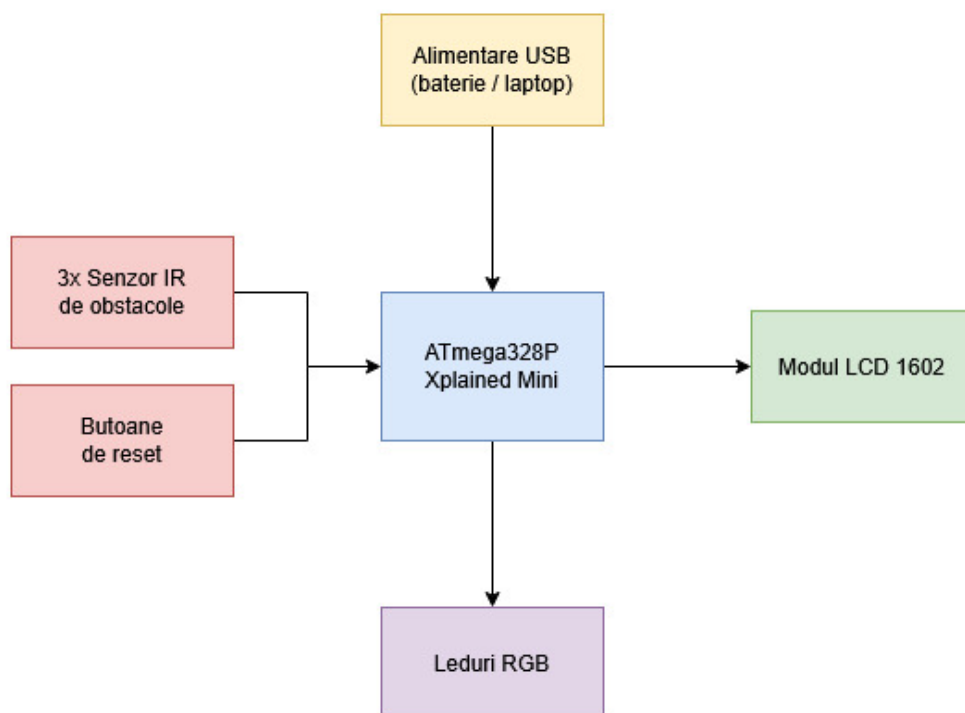 Alimentare USB
(baterie / laptop)
3x Senzor IR
de obstacole
ATmega328P
Xplained Mini
Modul LCD 1602
Butoane
de reset
Leduri RGB